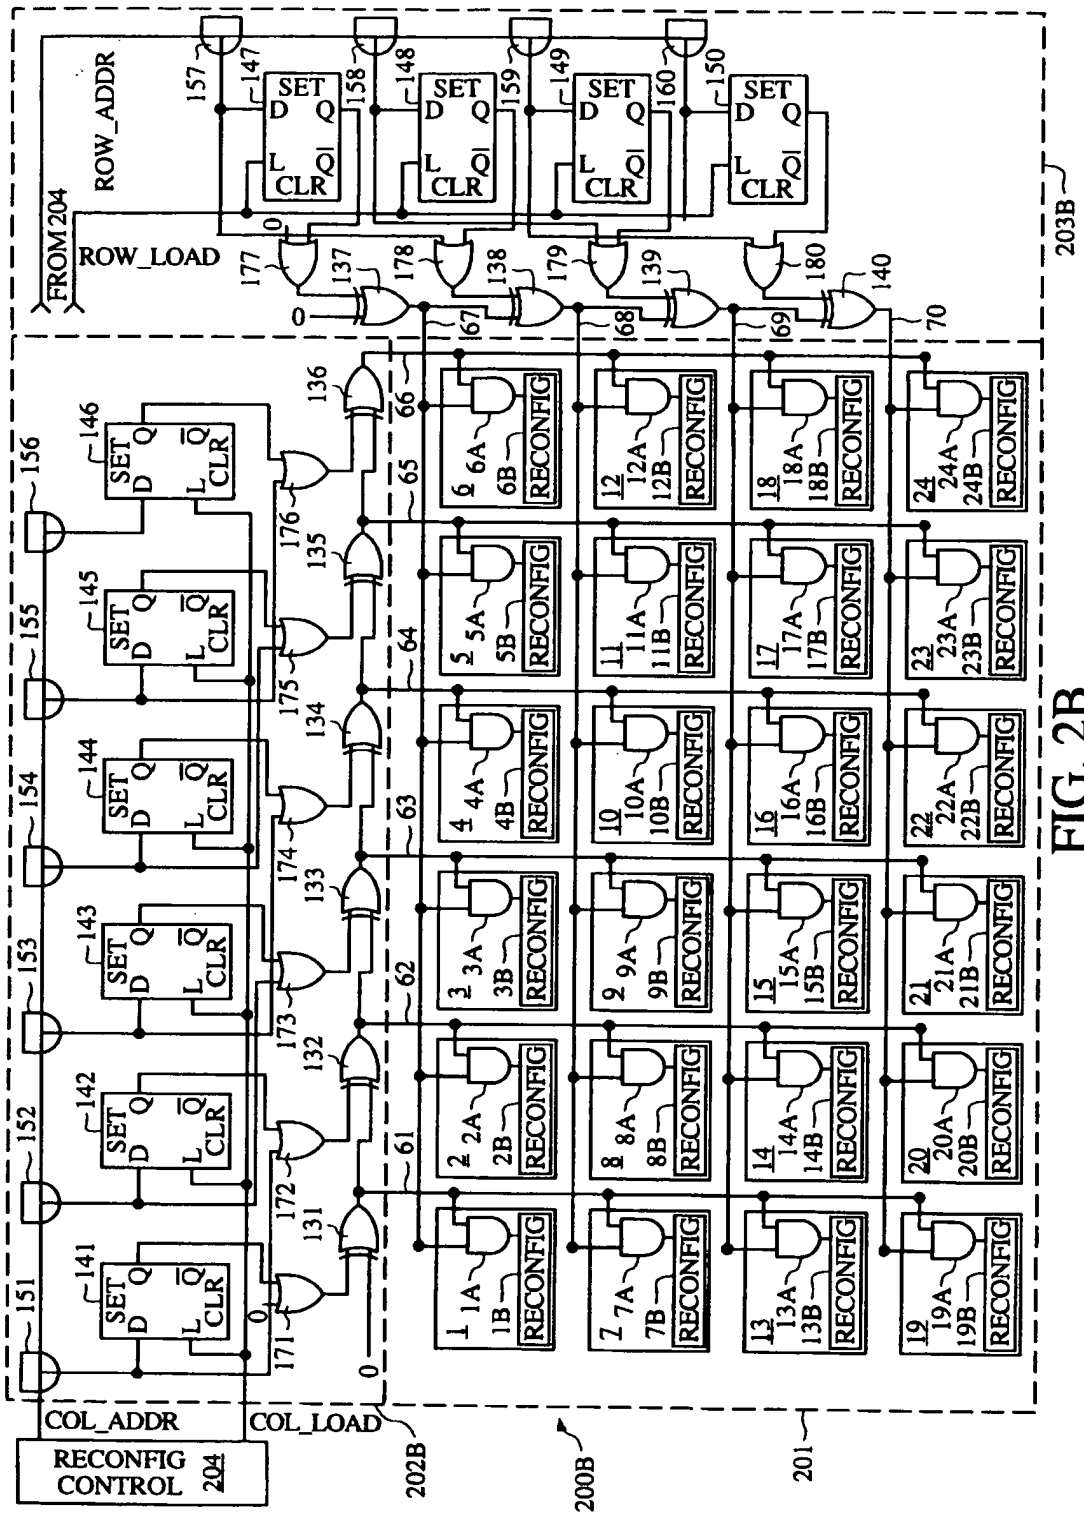 RECONFIG
CONTROL
204
COL_ADDR
COL_LOAD
151
152
153
154
155
156
141
142
143
144
145
146
SET
D Q
L Q
CLR
SET
D Q
L Q
CLR
SET
D Q
L Q
CLR
SET
D Q
L Q
CLR
SET
D Q
L Q
CLR
SET
D Q
L Q
CLR
0
171
172
173
174
175
176
0
131
132
133
134
135
136
202B
61
62
63
64
65
66
FROM 204
ROW_ADDR
ROW_LOAD
157
147
158
148
159
149
160
150
SET
D Q
L Q
CLR
SET
D Q
L Q
CLR
SET
D Q
L Q
CLR
SET
D Q
L Q
CLR
0
177
178
179
180
0
137
138
139
140
67
68
69
70
203B
1
1A
1B
RECONFIG
2
2A
2B
RECONFIG
3
3A
3B
RECONFIG
4
4A
4B
RECONFIG
5
5A
5B
RECONFIG
6
6A
6B
RECONFIG
7
7A
7B
RECONFIG
8
8A
8B
RECONFIG
9
9A
9B
RECONFIG
10
10A
10B
RECONFIG
11
11A
11B
RECONFIG
12
12A
12B
RECONFIG
13
13A
13B
RECONFIG
14
14A
14B
RECONFIG
15
15A
15B
RECONFIG
16
16A
16B
RECONFIG
17
17A
17B
RECONFIG
18
18A
18B
RECONFIG
19
19A
19B
RECONFIG
20
20A
20B
RECONFIG
21
21A
21B
RECONFIG
22
22A
22B
RECONFIG
23
23A
23B
RECONFIG
24
24A
24B
RECONFIG
200B
201
FIG. 2B